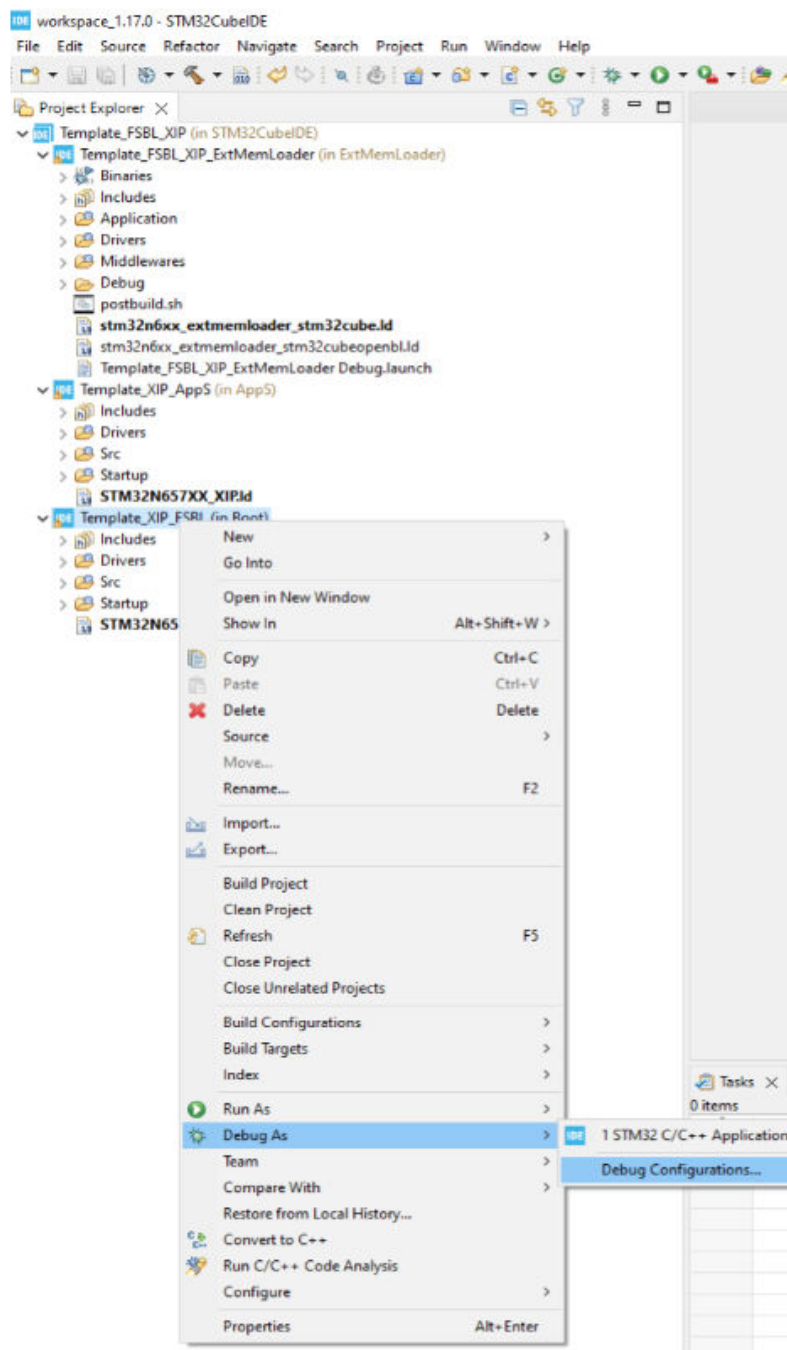 IDE workspace_1.17.0 - STM32CubeIDE
File Edit Source Refactor Navigate Search Project Run Window Help
Project Explorer
Template_FSBL_XIP (in STM32CubeIDE)
Template_FSBL_XIP_ExtMemLoader (in ExtMemLoader)
Binaries
Includes
Application
Drivers
Middlewares
Debug
postbuild.sh
stm32n6xx_extmemloader_stm32cube.ld
stm32n6xx_extmemloader_stm32cubeopenbl.ld
Template_FSBL_XIP_ExtMemLoader Debug.launch
Template_XIP_AppS (in AppS)
Includes
Drivers
Src
Startup
STM32N657XX_XIP.ld
Template_XIP_FSBL (in Boot)
Includes
Drivers
Src
Startup
STM32N65
New
Go Into
Open in New Window
Show In Alt+Shift+W >
Copy Ctrl+C
Paste Ctrl+V
Delete Delete
Source
Move...
Rename... F2
Import...
Export...
Build Project
Clean Project
Refresh F5
Close Project
Close Unrelated Projects
Build Configurations
Build Targets
Index
Run As
Debug As
Team
Compare With
Restore from Local History...
Convert to C++
Run C/C++ Code Analysis
Configure
Properties Alt+Enter
Tasks
0 items
IDE 1 STM32 C/C++ Application
Debug Configurations...